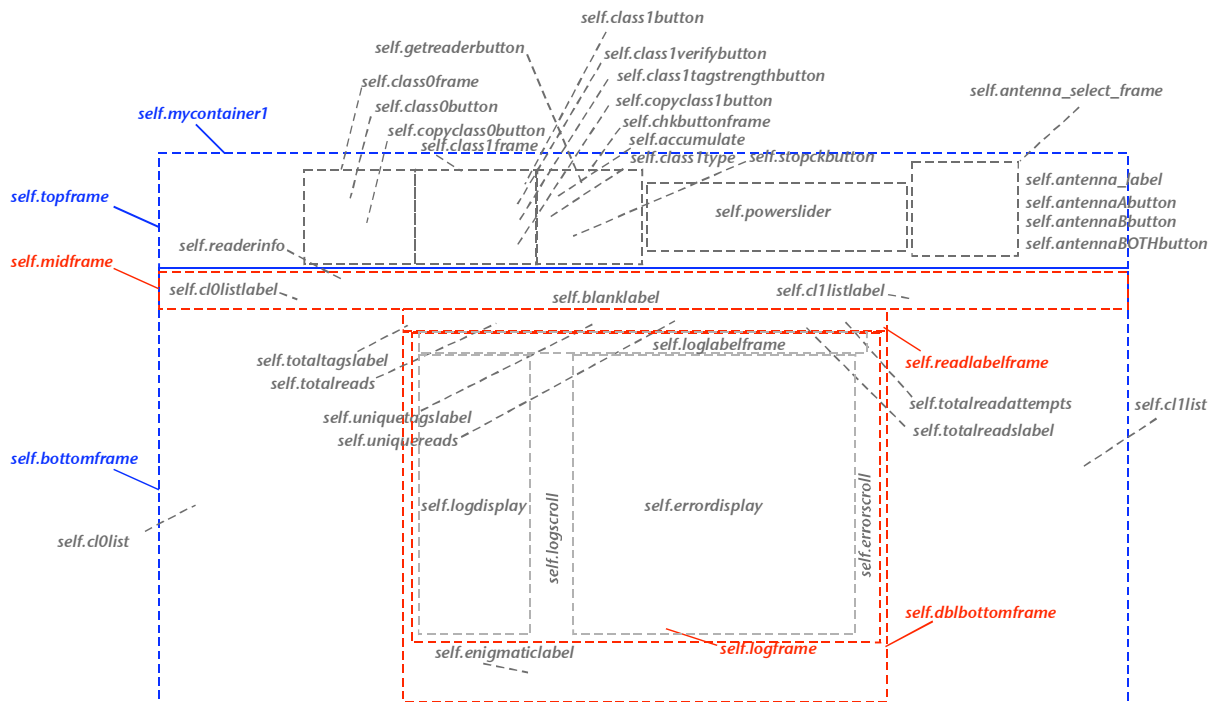 self.class1button
self.getreaderbutton
self.class1verifybutton
self.class1tagstrengthbutton
self.class0frame
self.antenna_select_frame
self.class0button
self.copyclass1button
self.mycontainer1
self.chkbuttonframe
self.copyclass0button
self.accumulate
self.class1frame
self.class1type
self.stopckbutton
self.antenna_label
self.topframe
self.antennaAbutton
self.powerslider
self.antennaBbutton
self.antennaBOTHbutton
self.readerinfo
self.midframe
self.cl0listlabel
self.blanklabel
self.cl1listlabel
self.loglabelframe
self.totaltagslabel
self.readlabelframe
self.totalreads
self.totalreadattempts
self.cl1list
self.uniquetagslabel
self.totalreadslabel
self.uniquereads
self.bottomframe
self.logdisplay
self.logscroll
self.errordisplay
self.errorscroll
self.cl0list
self.dblbottomframe
self.enigmaticlabel
self.logframe